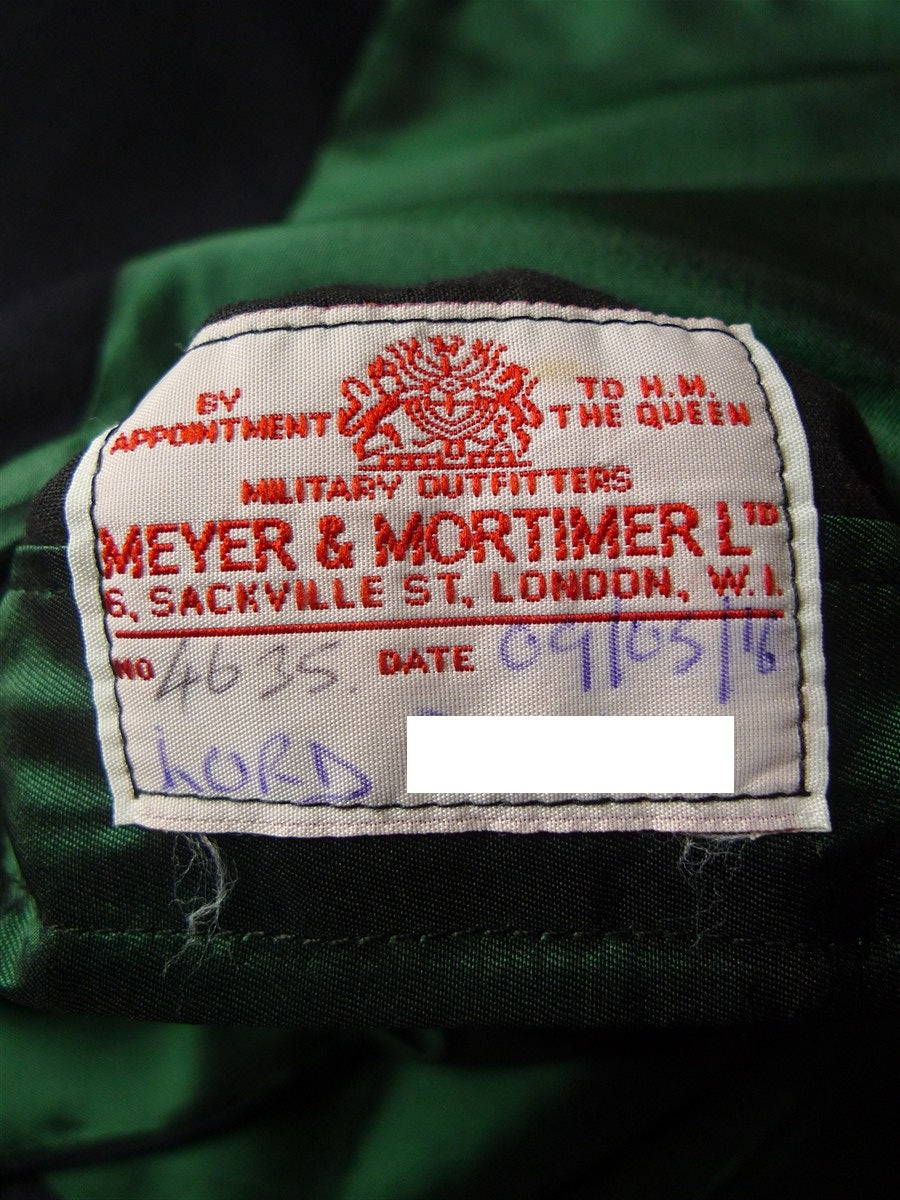 BY APPOINTMENT TO H.M. THE QUEEN
MILITARY OUTFITTERS
MEYER & MORTIMER LTD
6, SACKVILLE ST, LONDON, W.1.
NO 4635. DATE 09/05/16
LORD